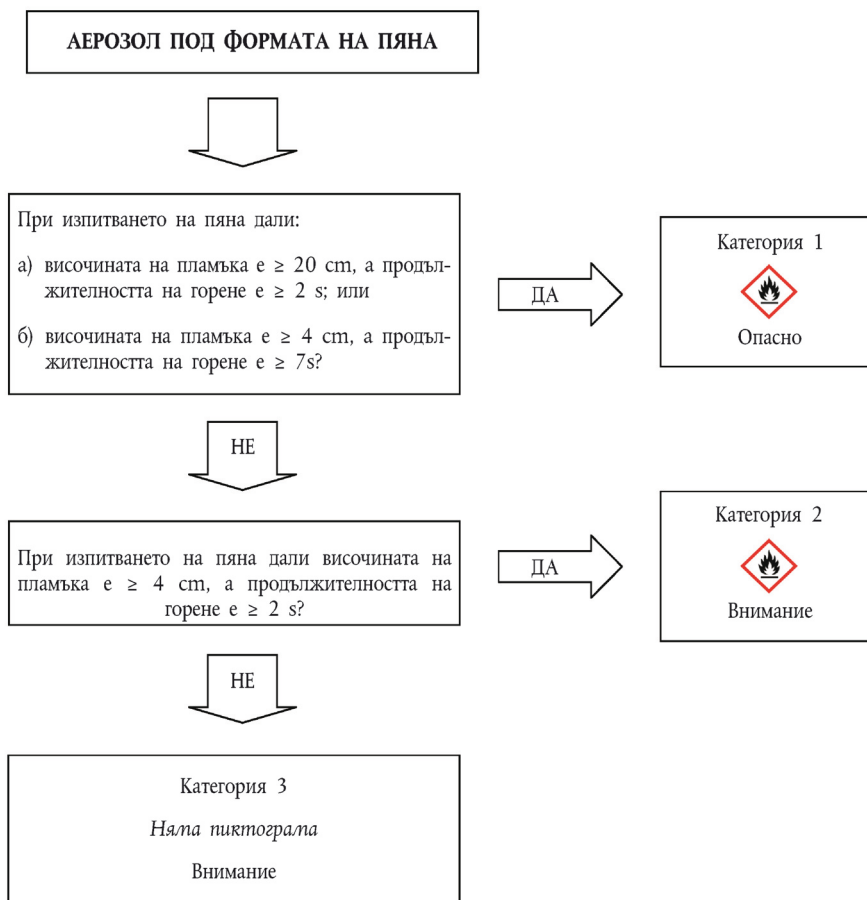 АЕРОЗОЛ ПОД ФОРМАТА НА ПЯНА
При изпитването на пяна дали:
а) височината на пламъка е ≥ 20 cm, а продъл-
жителността на горене е ≥ 2 s; или
б) височината на пламъка е ≥ 4 cm, а продъл-
жителността на горене е ≥ 7s?
ДА
Категория 1
Опасно
НЕ
При изпитването на пяна дали височината на
пламъка е ≥ 4 cm, а продължителността на
горене е ≥ 2 s?
ДА
Категория 2
Внимание
НЕ
Категория 3
Няма пиктограма
Внимание